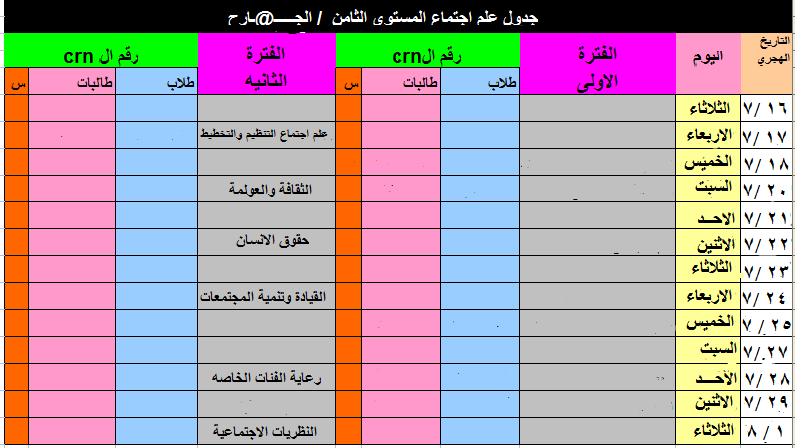 جدول علم اجتماع المستوى الثامن / الجـــــ@ـارح
التاريخ الهجري
اليوم
الفترة الاولى
رقم الcrn
الفترة الثانيه
رقم ال crn
طلاب
طالبات
س
طلاب
طالبات
س
٧/ ١٦ الثلاثاء
٧/ ١٧ الاربعاء علم اجتماع التنظيم والتخطيط
٧/ ١٨ الخميس
٧/ ٢٠ السبت الثقافة والعولمة
٧/ ٢١ الاحــد
٧/ ٢٢ الاثنين حقوق الانسان
٧/ ٢٣ الثلاثاء
٧/ ٢٤ الاربعاء القيادة وتنمية المجتمعات
٧/ ٢٥ الخميس
٧/ ٢٧ السبت
٧/ ٢٨ الأحــد رعاية الفئات الخاصه
٧/ ٢٩ الاثنين
٨/ ١ الثلاثاء النظريات الاجتماعية